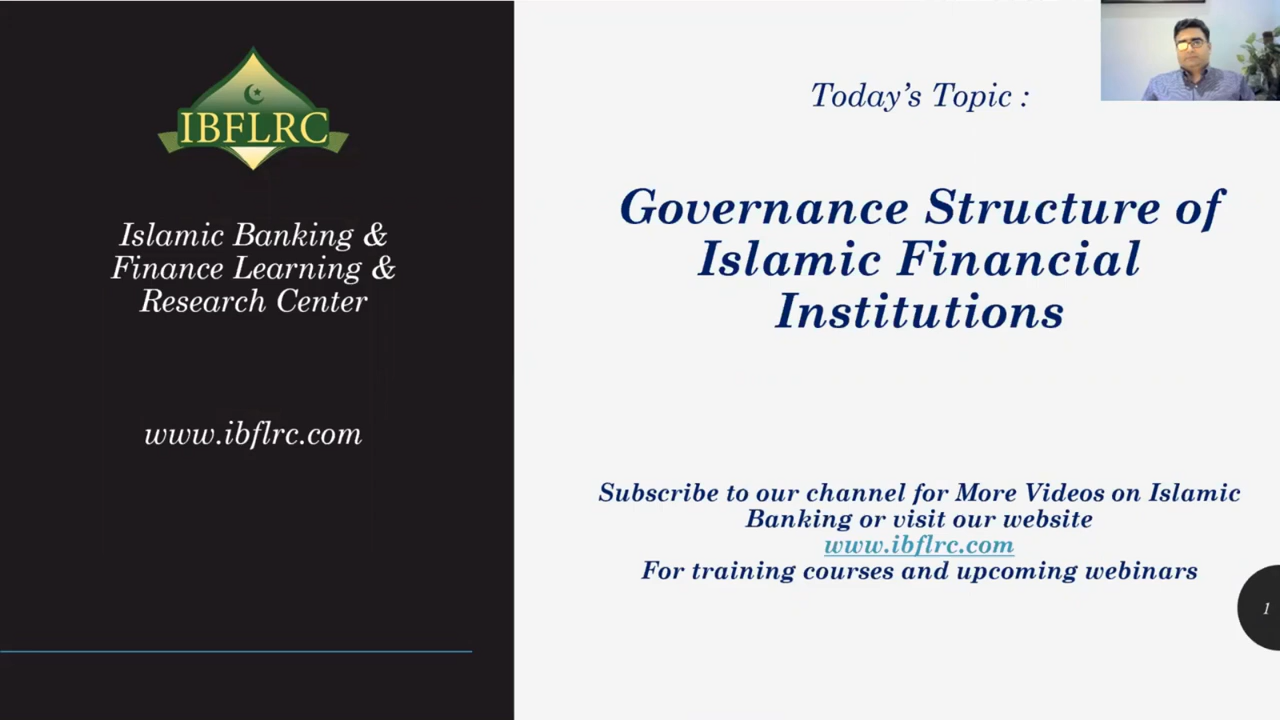 IBFLRC
Islamic Banking &
Finance Learning &
Research Center
www.ibflrc.com
Today's Topic :
Governance Structure of
Islamic Financial
Institutions
Subscribe to our channel for More Videos on Islamic
Banking or visit our website
www.ibflrc.com
For training courses and upcoming webinars
1